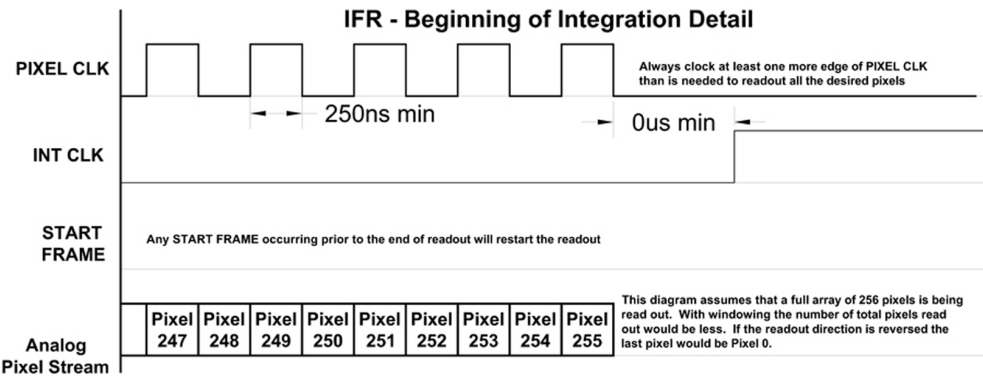 IFR - Beginning of Integration Detail
PIXEL CLK
Always clock at least one more edge of PIXEL CLK
than is needed to readout all the desired pixels
250ns min
0us min
INT CLK
START
FRAME
Any START FRAME occurring prior to the end of readout will restart the readout
Analog
Pixel Stream
Pixel Pixel Pixel Pixel Pixel Pixel Pixel Pixel Pixel
247 248 249 250 251 252 253 254 255
This diagram assumes that a full array of 256 pixels is being
read out. With windowing the number of total pixels read
out would be less. If the readout direction is reversed the
last pixel would be Pixel 0.